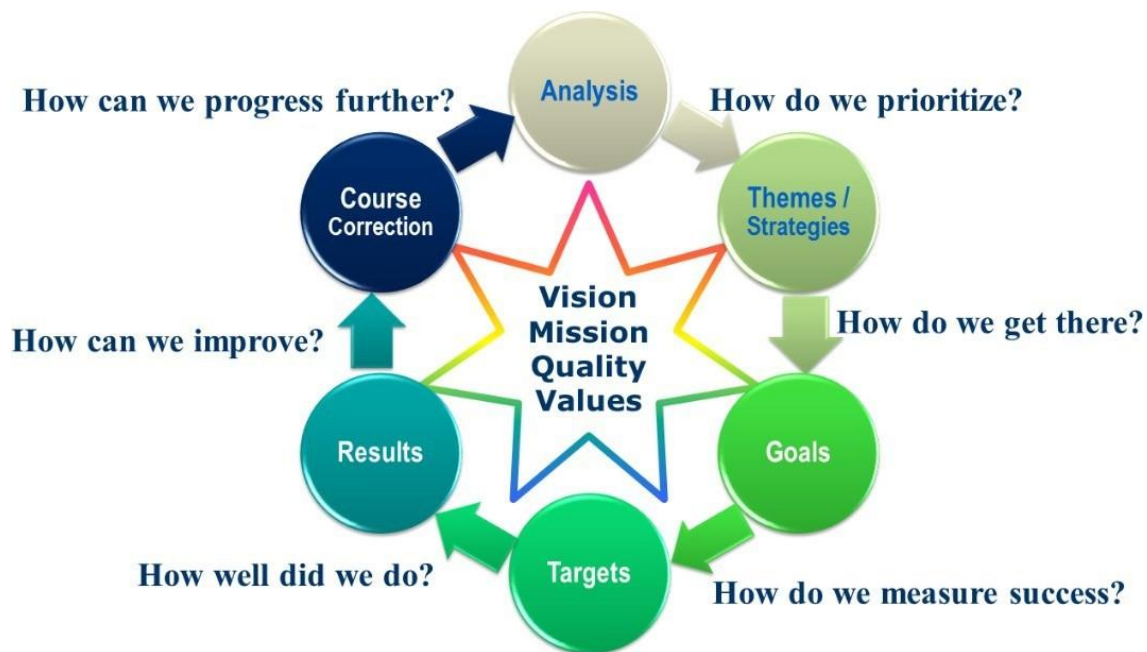 Analysis
How do we prioritize?
Themes /
Strategies
How do we get there?
Goals
How do we measure success?
Targets
How well did we do?
Results
How can we improve?
Course
Correction
How can we progress further?
Vision
Mission
Quality
Values